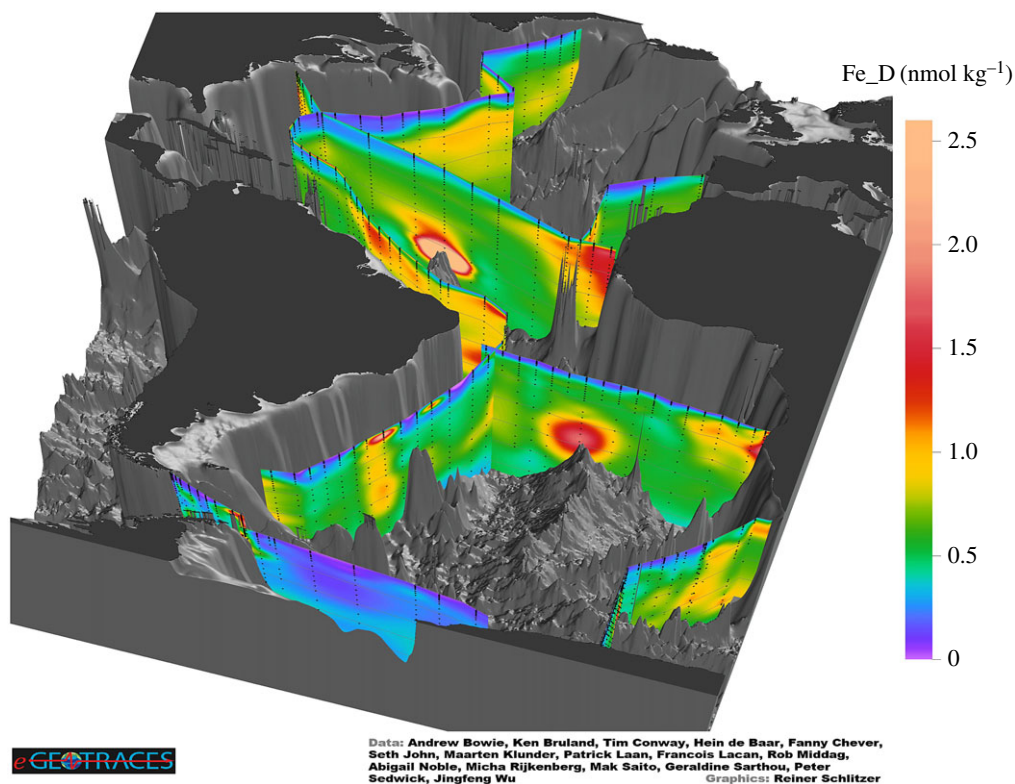 Fe_D (nmol kg⁻¹)
2.5
2.0
1.5
1.0
0.5
0
eGEOTRACES
Data: Andrew Bowie, Ken Bruland, Tim Conway, Hein de Baar, Fanny Chever,
Seth John, Maarten Klunder, Patrick Laan, Francois Lacan, Rob Middag,
Abigail Noble, Micha Rijkenberg, Mak Saito, Geraldine Sarthou, Peter
Sedwick, Jingfeng Wu Graphics: Reiner Schlitzer